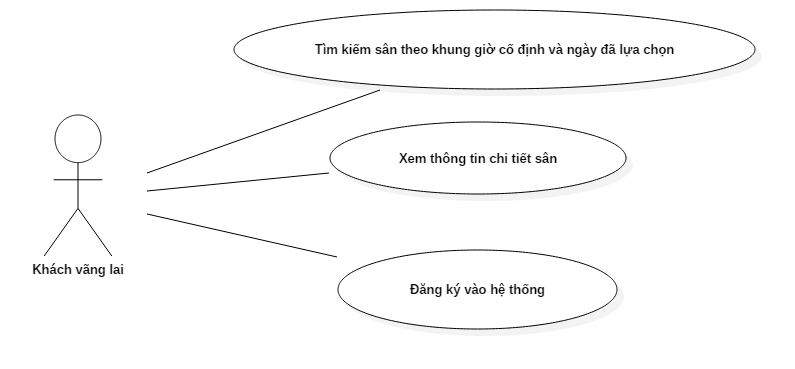 Tìm kiếm sân theo khung giờ cố định và ngày đã lựa chọn
Xem thông tin chi tiết sân
Khách vãng lai
Đăng ký vào hệ thống